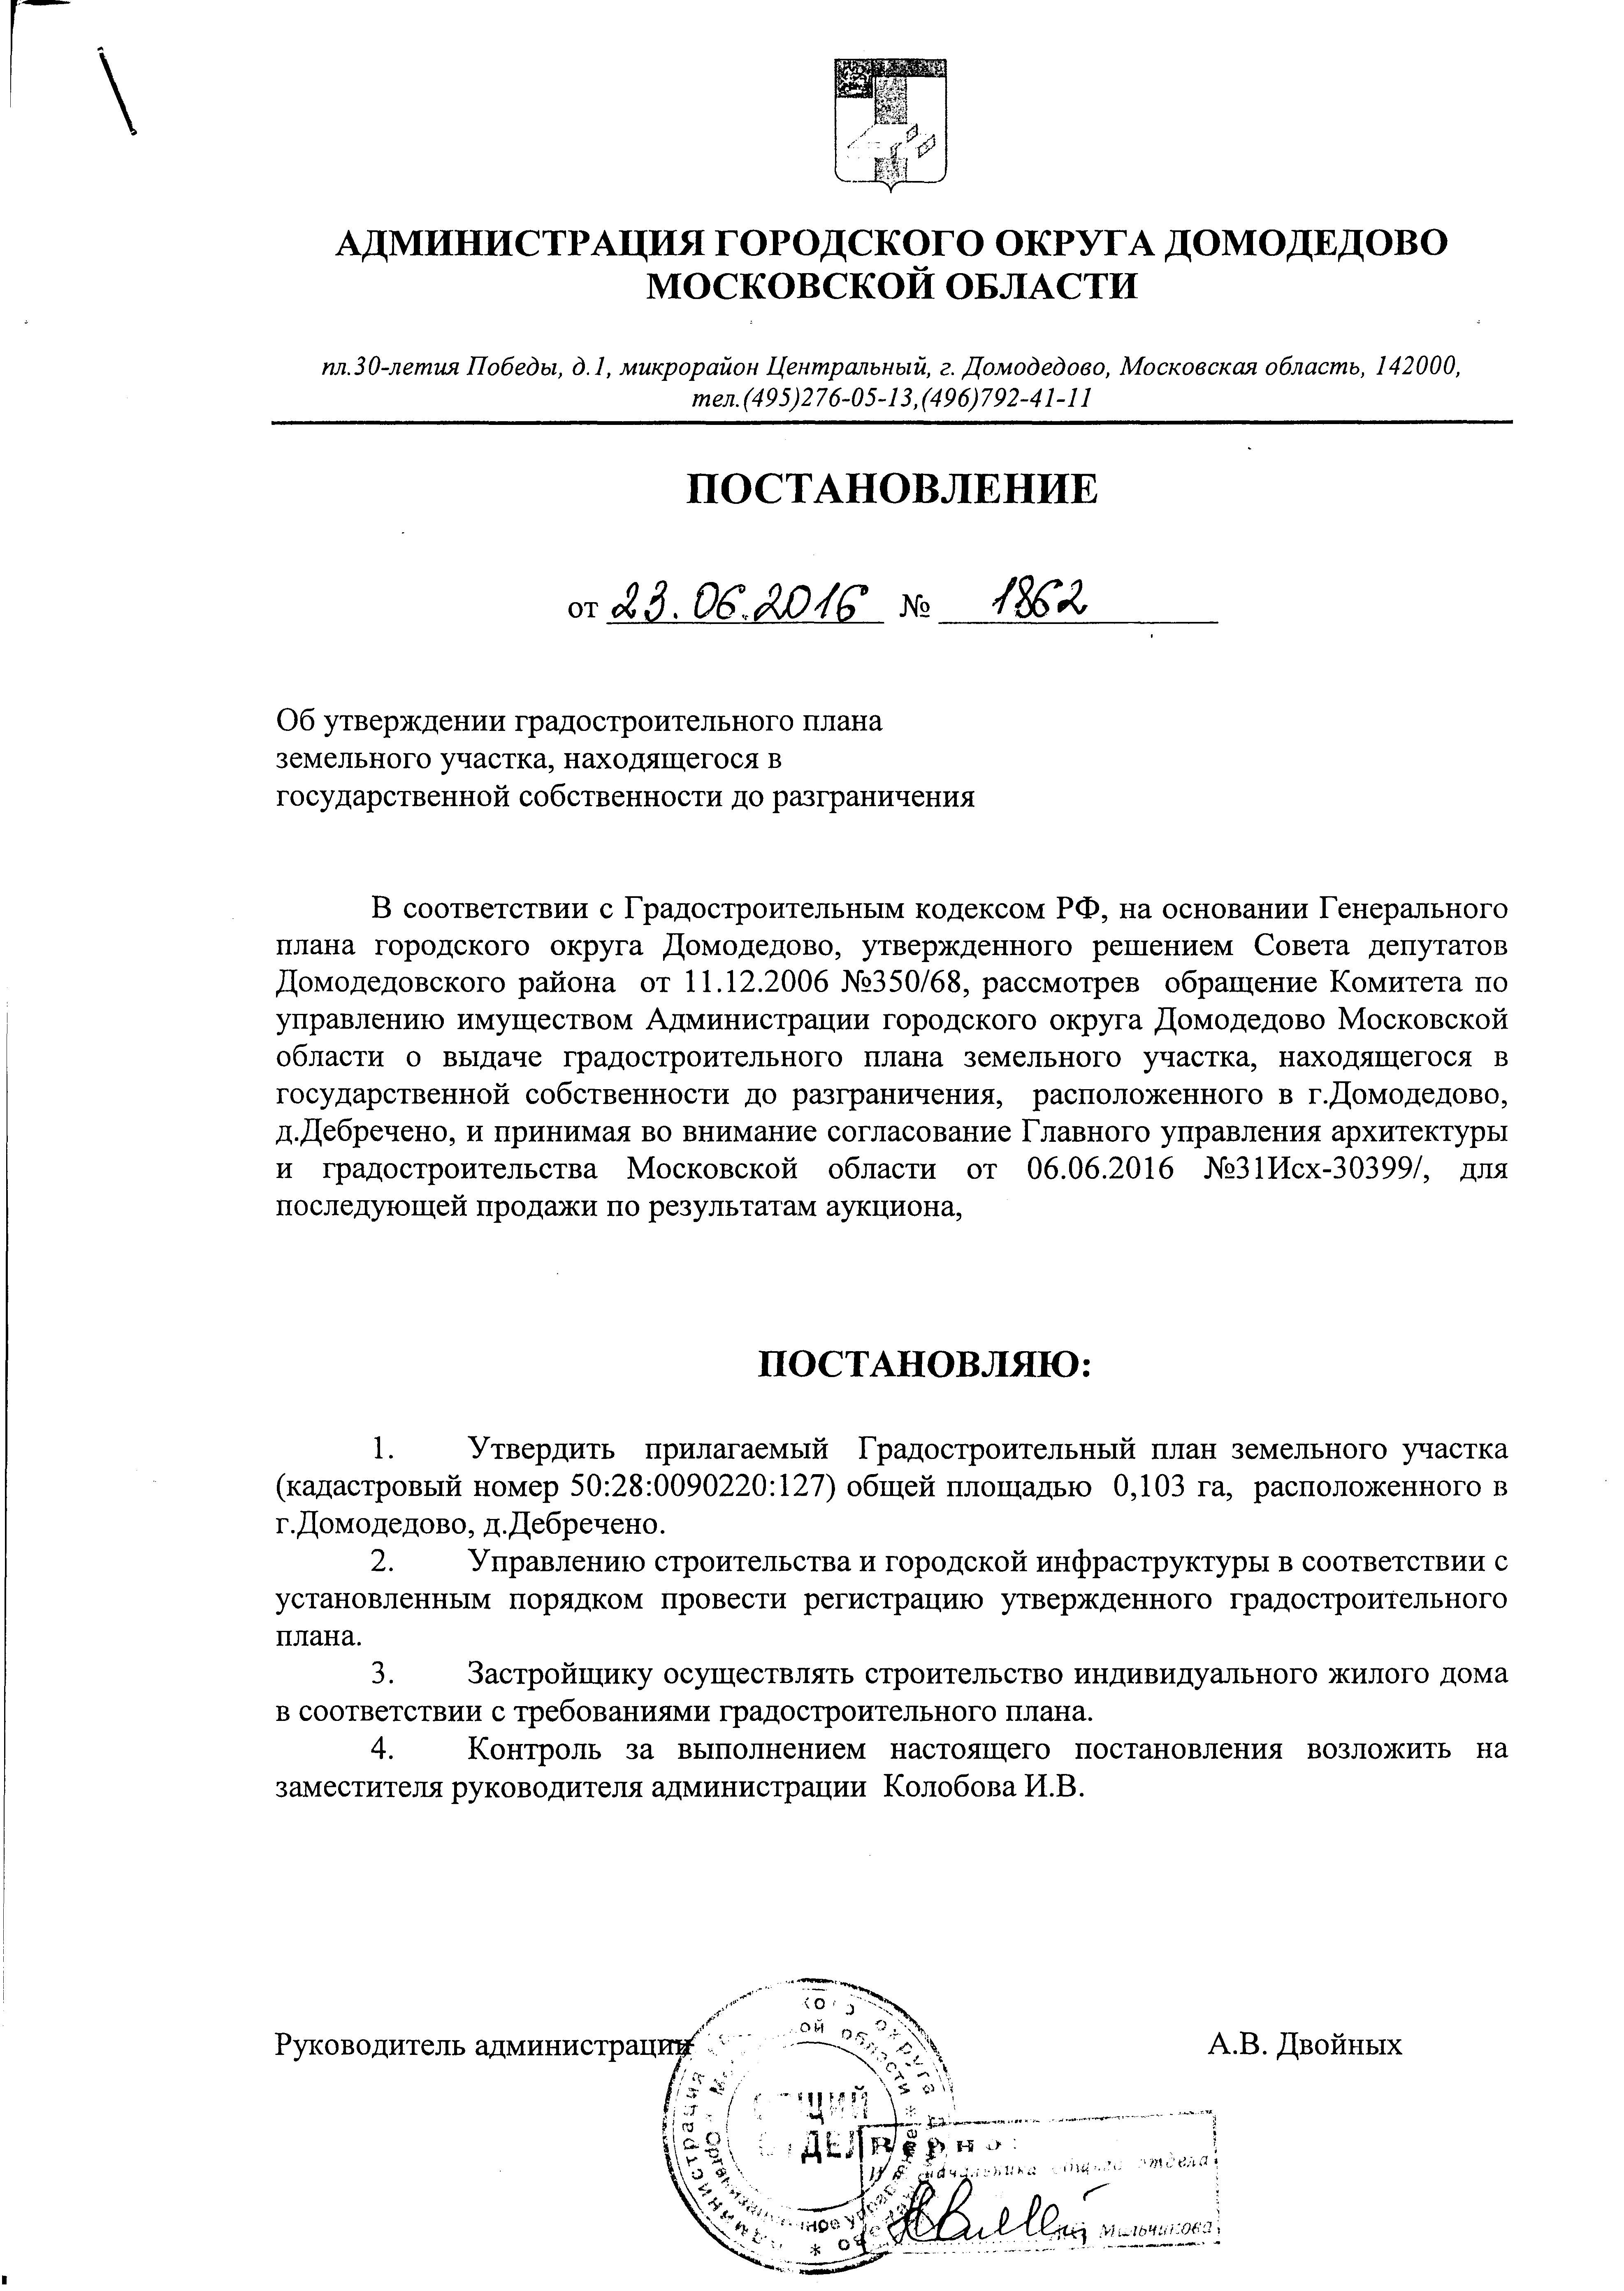 АДМИНИСТРАЦИЯ ГОРОДСКОГО ОКРУГА ДОМОДЕДОВО
МОСКОВСКОЙ ОБЛАСТИ
пл.30-летия Победы, д.1, микрорайон Центральный, г. Домодедово, Московская область, 142000,
тел.(495)276-05-13,(496)792-41-11
ПОСТАНОВЛЕНИЕ
от 23.06.2016 № 1862
Об утверждении градостроительного плана
земельного участка, находящегося в
государственной собственности до разграничения
В соответствии с Градостроительным кодексом РФ, на основании Генерального
плана городского округа Домодедово, утвержденного решением Совета депутатов
Домодедовского района от 11.12.2006 №350/68, рассмотрев обращение Комитета по
управлению имуществом Администрации городского округа Домодедово Московской
области о выдаче градостроительного плана земельного участка, находящегося в
государственной собственности до разграничения, расположенного в г.Домодедово,
д.Дебречено, и принимая во внимание согласование Главного управления архитектуры
и градостроительства Московской области от 06.06.2016 №31Исх-30399/, для
последующей продажи по результатам аукциона,
ПОСТАНОВЛЯЮ:
1. Утвердить прилагаемый Градостроительный план земельного участка
(кадастровый номер 50:28:0090220:127) общей площадью 0,103 га, расположенного в
г.Домодедово, д.Дебречено.
2. Управлению строительства и городской инфраструктуры в соответствии с
установленным порядком провести регистрацию утвержденного градостроительного
плана.
3. Застройщику осуществлять строительство индивидуального жилого дома
в соответствии с требованиями градостроительного плана.
4. Контроль за выполнением настоящего постановления возложить на
заместителя руководителя администрации Колобова И.В.
Руководитель администрации А.В. Двойных
округа
области
ОБЩИЙ
ОТДЕЛ
Верно:
начальника общего отдела
Мильчикова